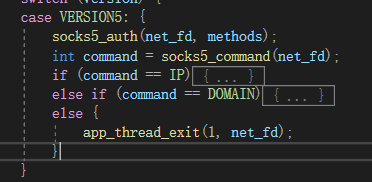 switch (version) {
case VERSION5: {
socks5_auth(net_fd, methods);
int command = socks5_command(net_fd);
if (command == IP) { ... }
else if (command == DOMAIN) { ... }
else {
app_thread_exit(1, net_fd);
}
}